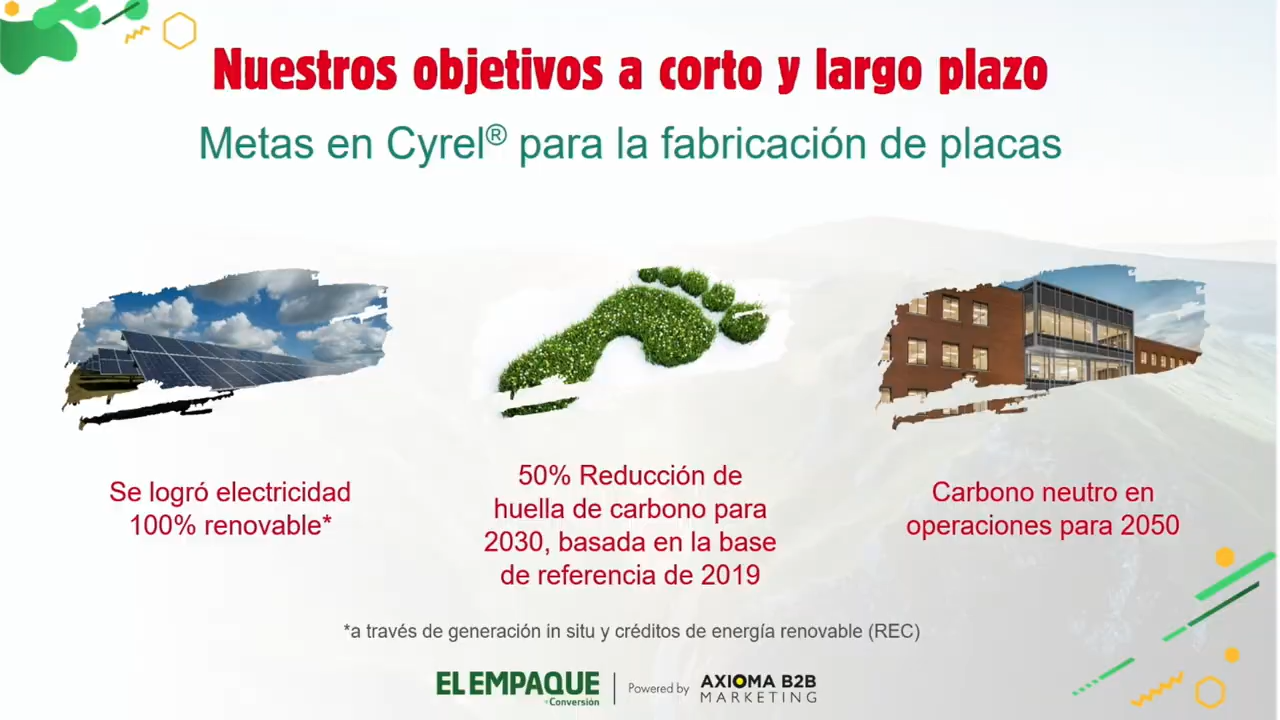 Nuestros objetivos a corto y largo plazo
Metas en Cyrel® para la fabricación de placas
Se logró electricidad
100% renovable*
50% Reducción de
huella de carbono para
2030, basada en la base
de referencia de 2019
Carbono neutro en
operaciones para 2050
*a través de generación in situ y créditos de energía renovable (REC)
EL EMPAQUE
+Conversión
Powered by
AXIOMA B2B
MARKETING